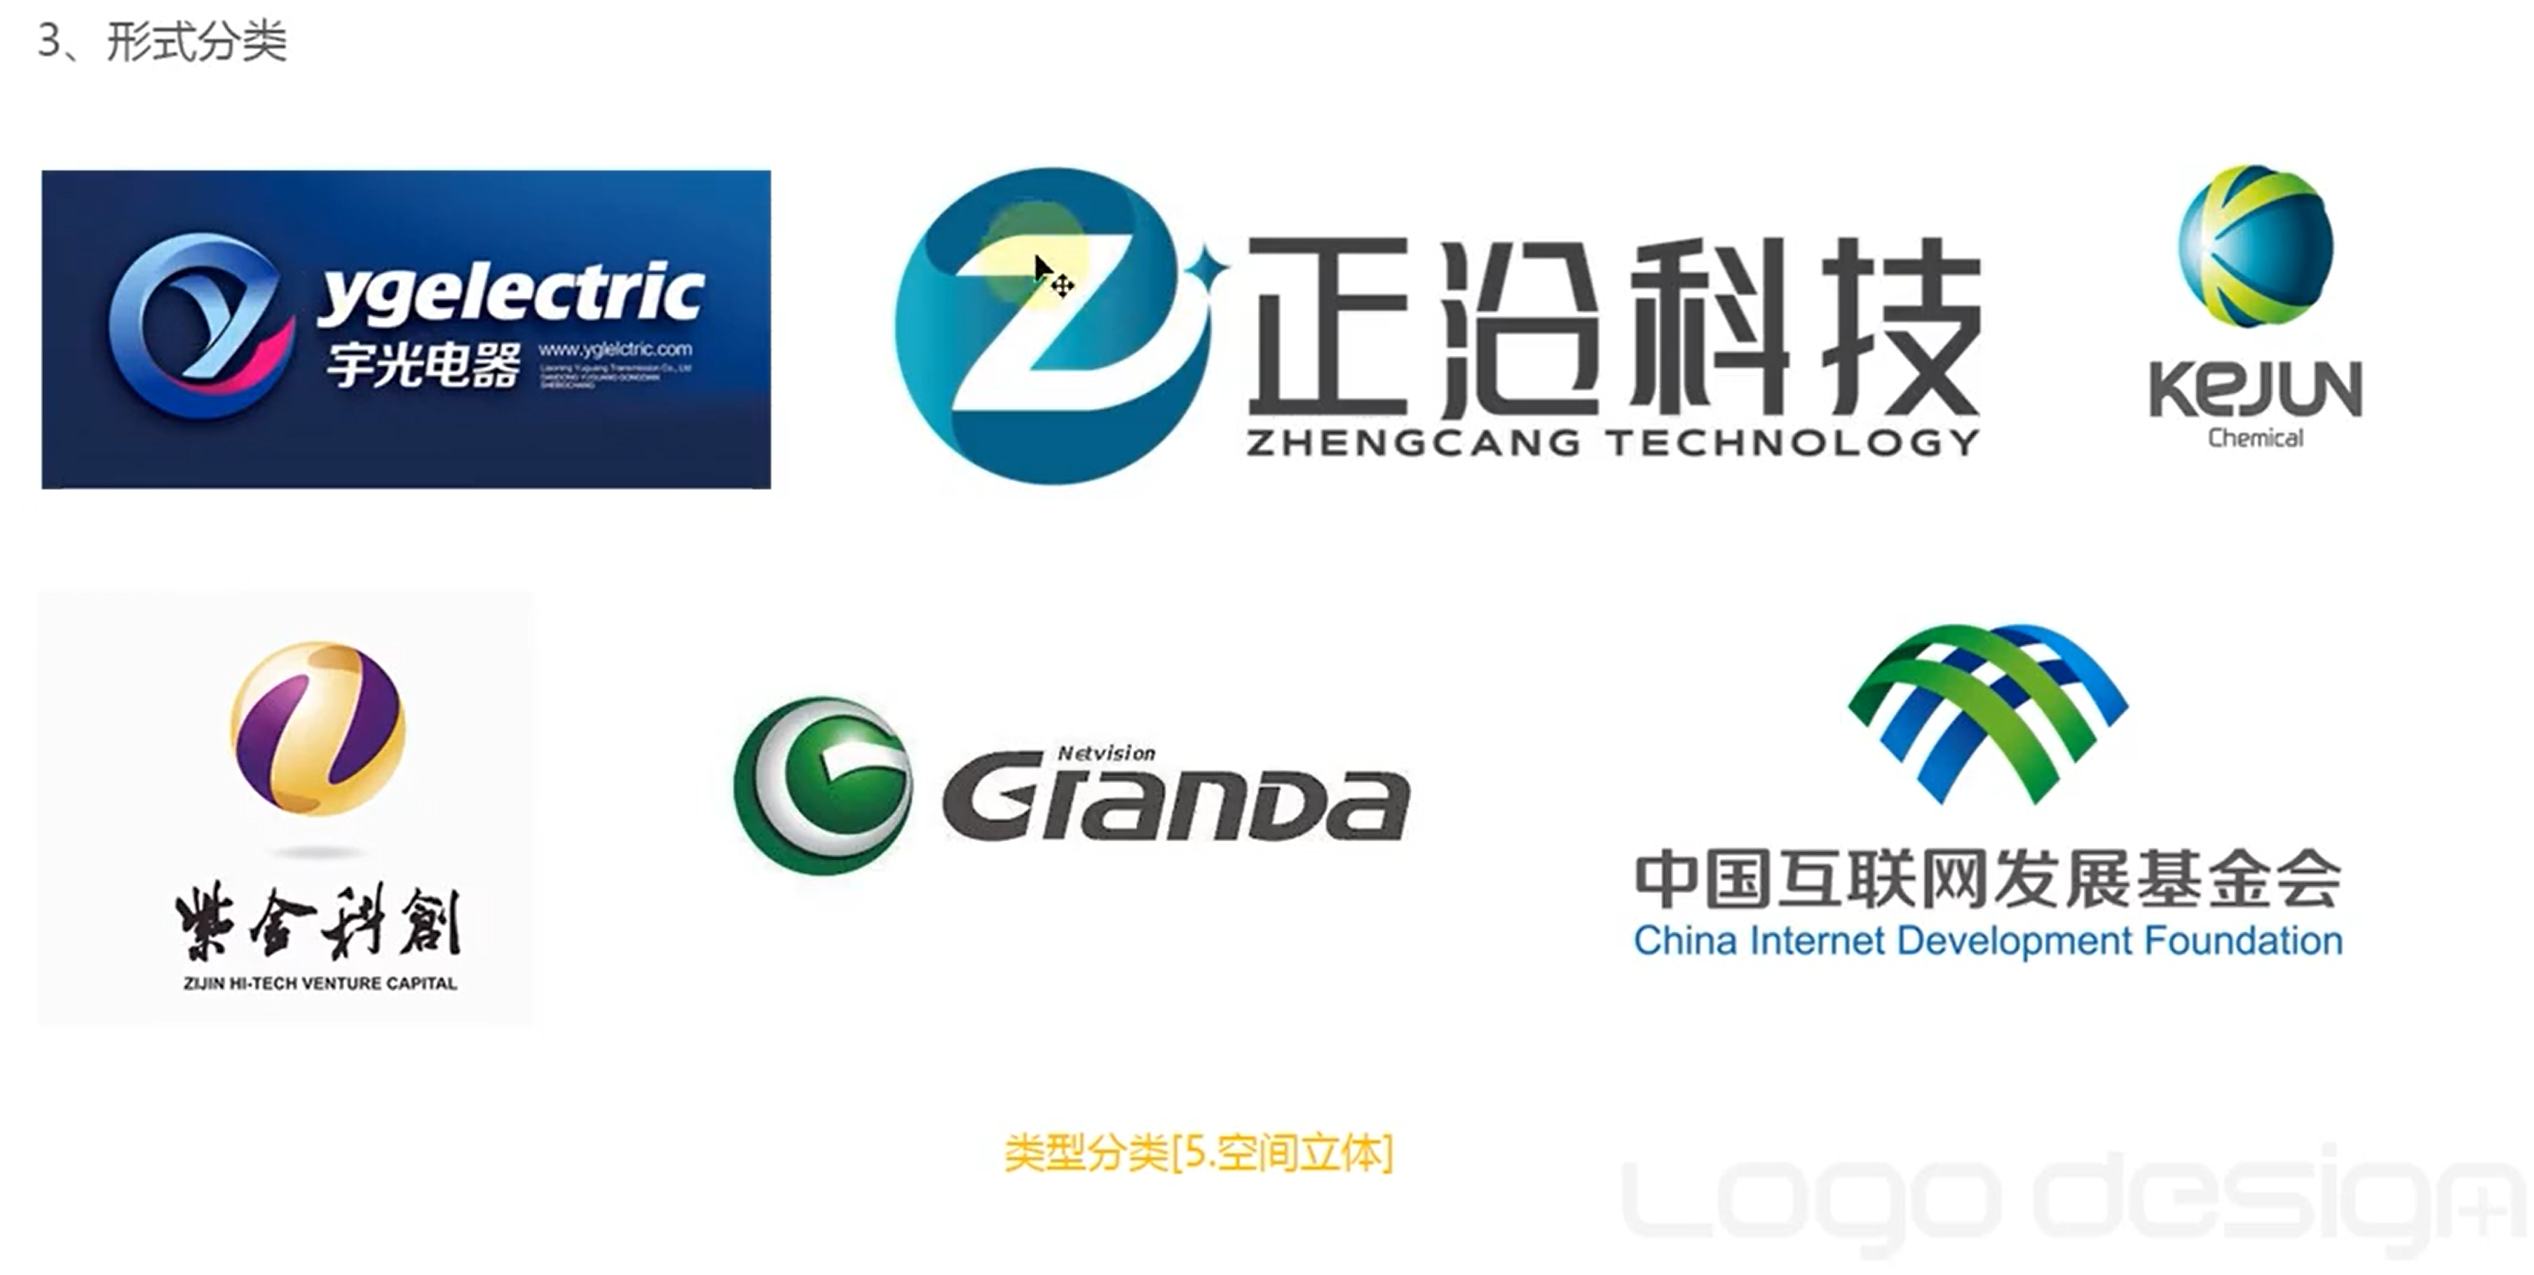 3、形式分类
ygelectric
宇光电器
www.yglelctric.com
正沧科技
ZHENGCANG TECHNOLOGY
KEJUN
Chemical
紫金科創
ZIJIN HI-TECH VENTURE CAPITAL
Netvision
Granda
中国互联网发展基金会
China Internet Development Foundation
类型分类[5.空间立体]
Logo design